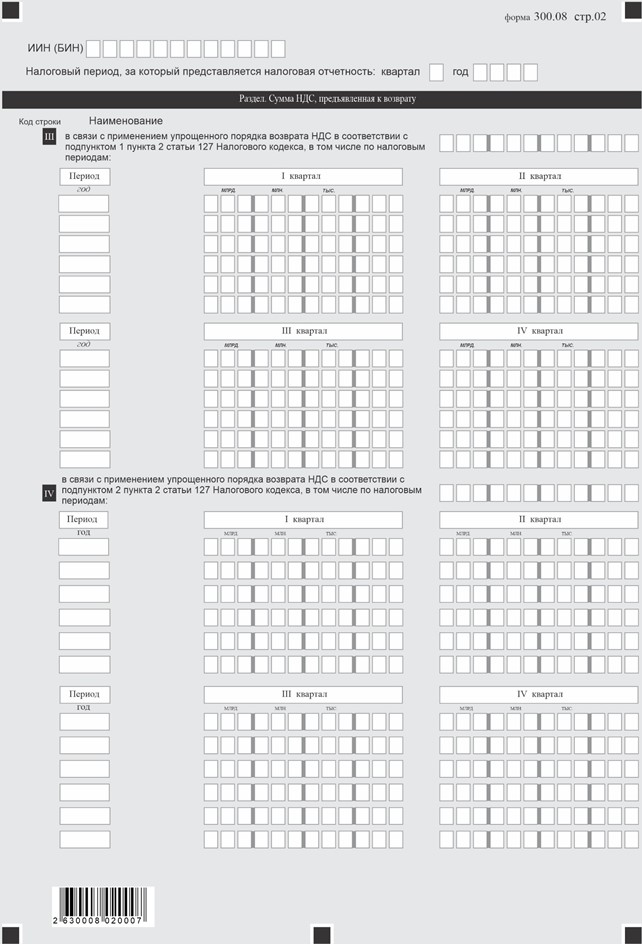 форма 300.08 стр.02
ИИН (БИН)
Налоговый период, за который представляется налоговая отчетность: квартал год
Раздел. Сумма НДС, предъявленная к возврату
Код строки Наименование
III в связи с применением упрощенного порядка возврата НДС в соответствии с
подпунктом 1 пункта 2 статьи 127 Налогового кодекса, в том числе по налоговым
периодам:
Период I квартал II квартал
год МЛРД. МЛН. ТЫС. МЛРД. МЛН. ТЫС.
Период III квартал IV квартал
год МЛРД. МЛН. ТЫС. МЛРД. МЛН. ТЫС.
в связи с применением упрощенного порядка возврата НДС в соответствии с
IV подпунктом 2 пункта 2 статьи 127 Налогового кодекса, в том числе по налоговым
периодам:
Период I квартал II квартал
год МЛРД. МЛН. ТЫС. МЛРД. МЛН. ТЫС.
Период III квартал IV квартал
год МЛРД. МЛН. ТЫС. МЛРД. МЛН. ТЫС.
2 630008 020007